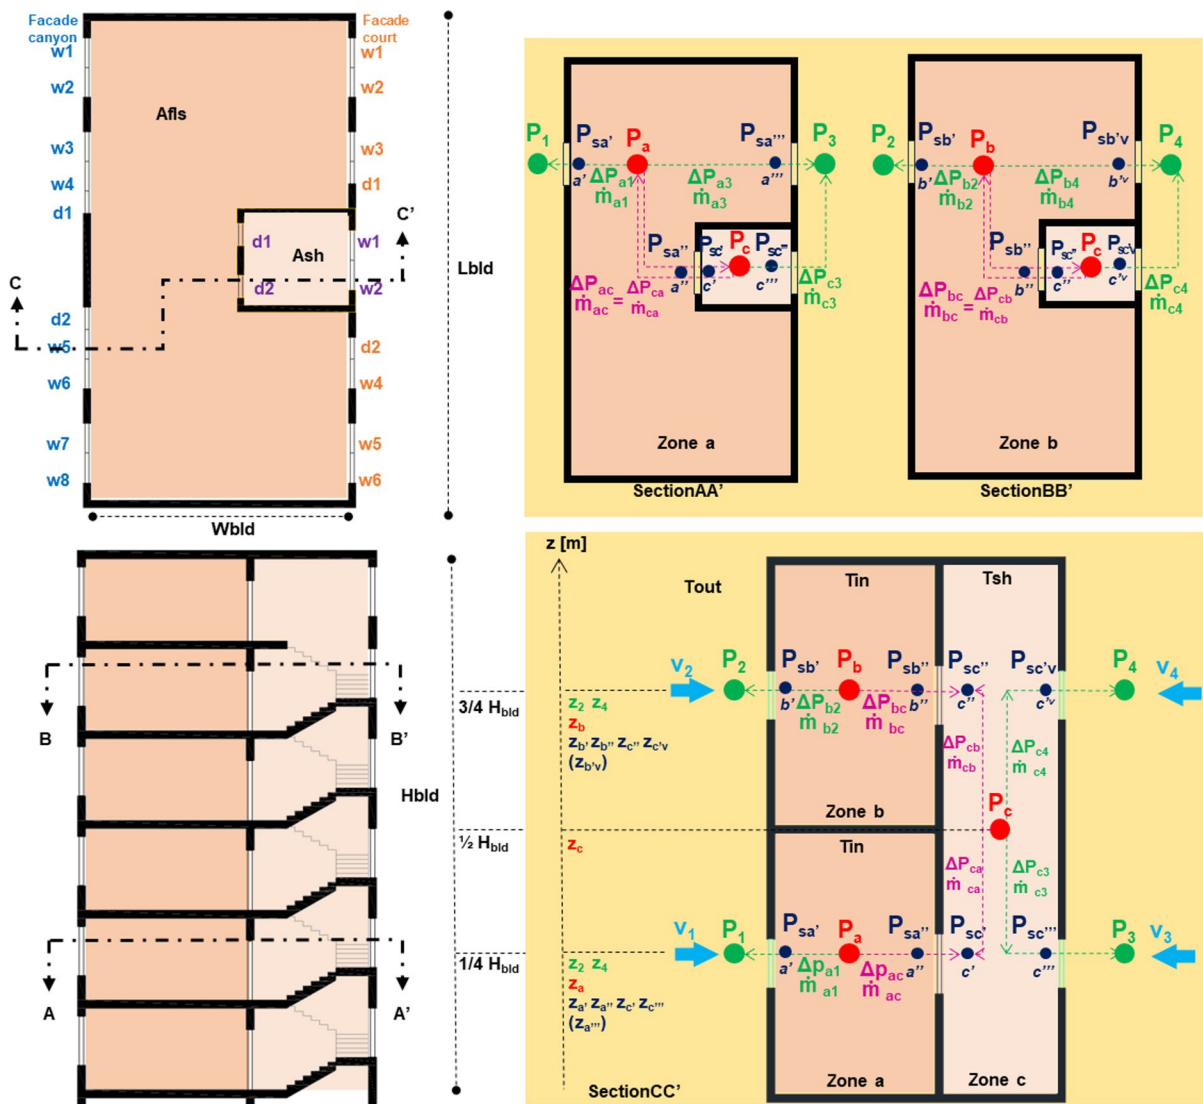 Facade
canyon
w1
w2
w3
w4
d1
d2
w5
w6
w7
w8
Afls
d1
d2
Ash
Facade
court
w1
w2
w3
d1
w1
w2
d2
w4
w5
w6
C
C'
Wbld
Lbld
P1
Psa'
Pa
Psa'''
P3
a'
ΔPa1
ṁa1
ΔPa3
ṁa3
a'''
Psa''
Psc'
Pc
Psc'''
a''
c'
c'''
ΔPac
ṁac
=
ΔPca
ṁca
ΔPc3
ṁc3
Zone a
SectionAA'
P2
Psb'
Pb
Psb'v
P4
b'
ΔPb2
ṁb2
ΔPb4
ṁb4
b'v
Psb''
Psc''
Pc
Psc'v
b''
c''
c'v
ΔPbc
ṁbc
=
ΔPcb
ṁcb
ΔPc4
ṁc4
Zone b
SectionBB'
B
B'
A
A'
Hbld
3/4 Hbld
½ Hbld
1/4 Hbld
z [m]
z2 z4
zb
zb' zb'' zc'' zc'v
(zb'v)
zc
z2 z4
za
za' za'' zc' zc'''
(za''')
Tout
Tin
Tsh
v2
P2
Psb'
Pb
Psb''
Psc''
Psc'v
P4
v4
b'
ΔPb2
ṁ b2
ΔPbc
ṁ bc
b''
c''
c'v
ΔPcb
ṁcb
ΔPc4
ṁ c4
Zone b
Pc
Tin
ΔPca
ṁ ca
ΔPc3
ṁ c3
v1
P1
Psa'
Pa
Psa''
Psc'
Psc'''
P3
v3
a'
Δpa1
ṁ a1
Δpac
ṁ ac
a''
c'
c'''
Zone a
Zone c
SectionCC'